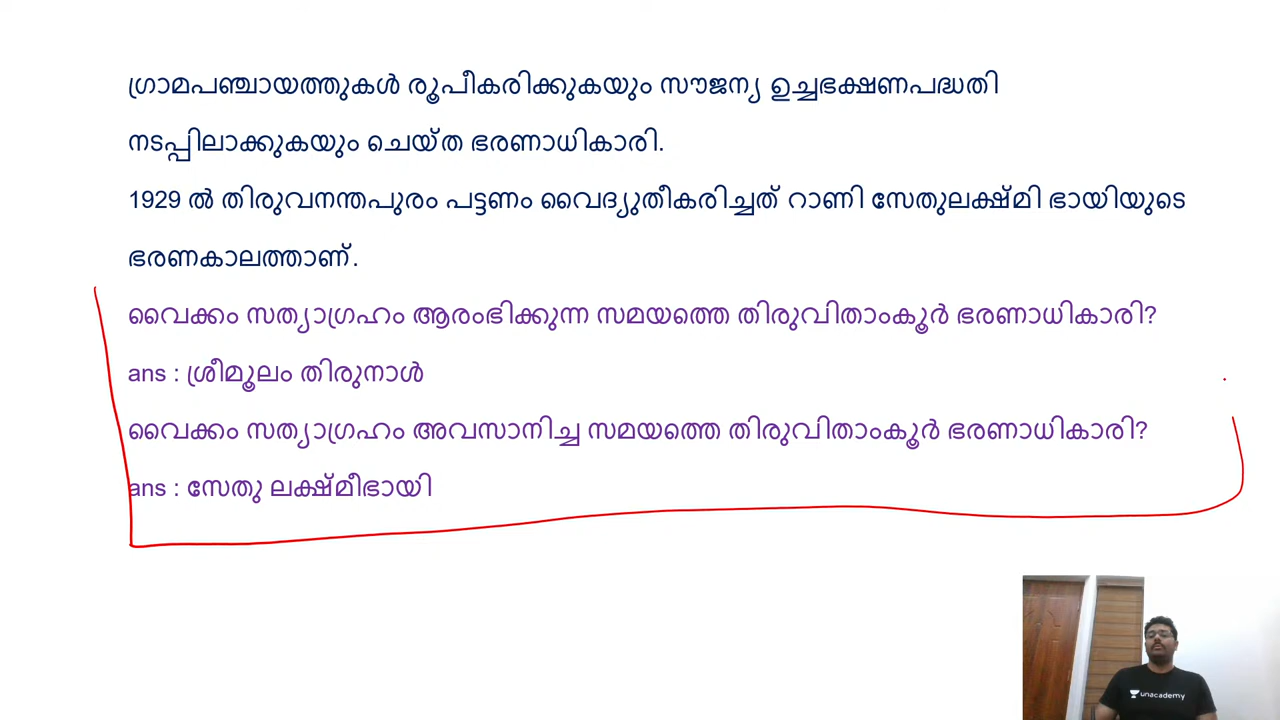 ഗ്രാമപഞ്ചായത്തുകൾ രൂപീകരിക്കുകയും സൗജന്യ ഉച്ചഭക്ഷണപദ്ധതി
നടപ്പിലാക്കുകയും ചെയ്ത ഭരണാധികാരി.
1929 ൽ തിരുവനന്തപുരം പട്ടണം വൈദ്യുതീകരിച്ചത് റാണി സേതുലക്ഷ്മി ഭായിയുടെ
ഭരണകാലത്താണ്.
വൈക്കം സത്യാഗ്രഹം ആരംഭിക്കുന്ന സമയത്തെ തിരുവിതാംകൂർ ഭരണാധികാരി?
ans : ശ്രീമൂലം തിരുനാൾ
വൈക്കം സത്യാഗ്രഹം അവസാനിച്ച സമയത്തെ തിരുവിതാംകൂർ ഭരണാധികാരി?
ans : സേതു ലക്ഷ്മീഭായി
unacademy